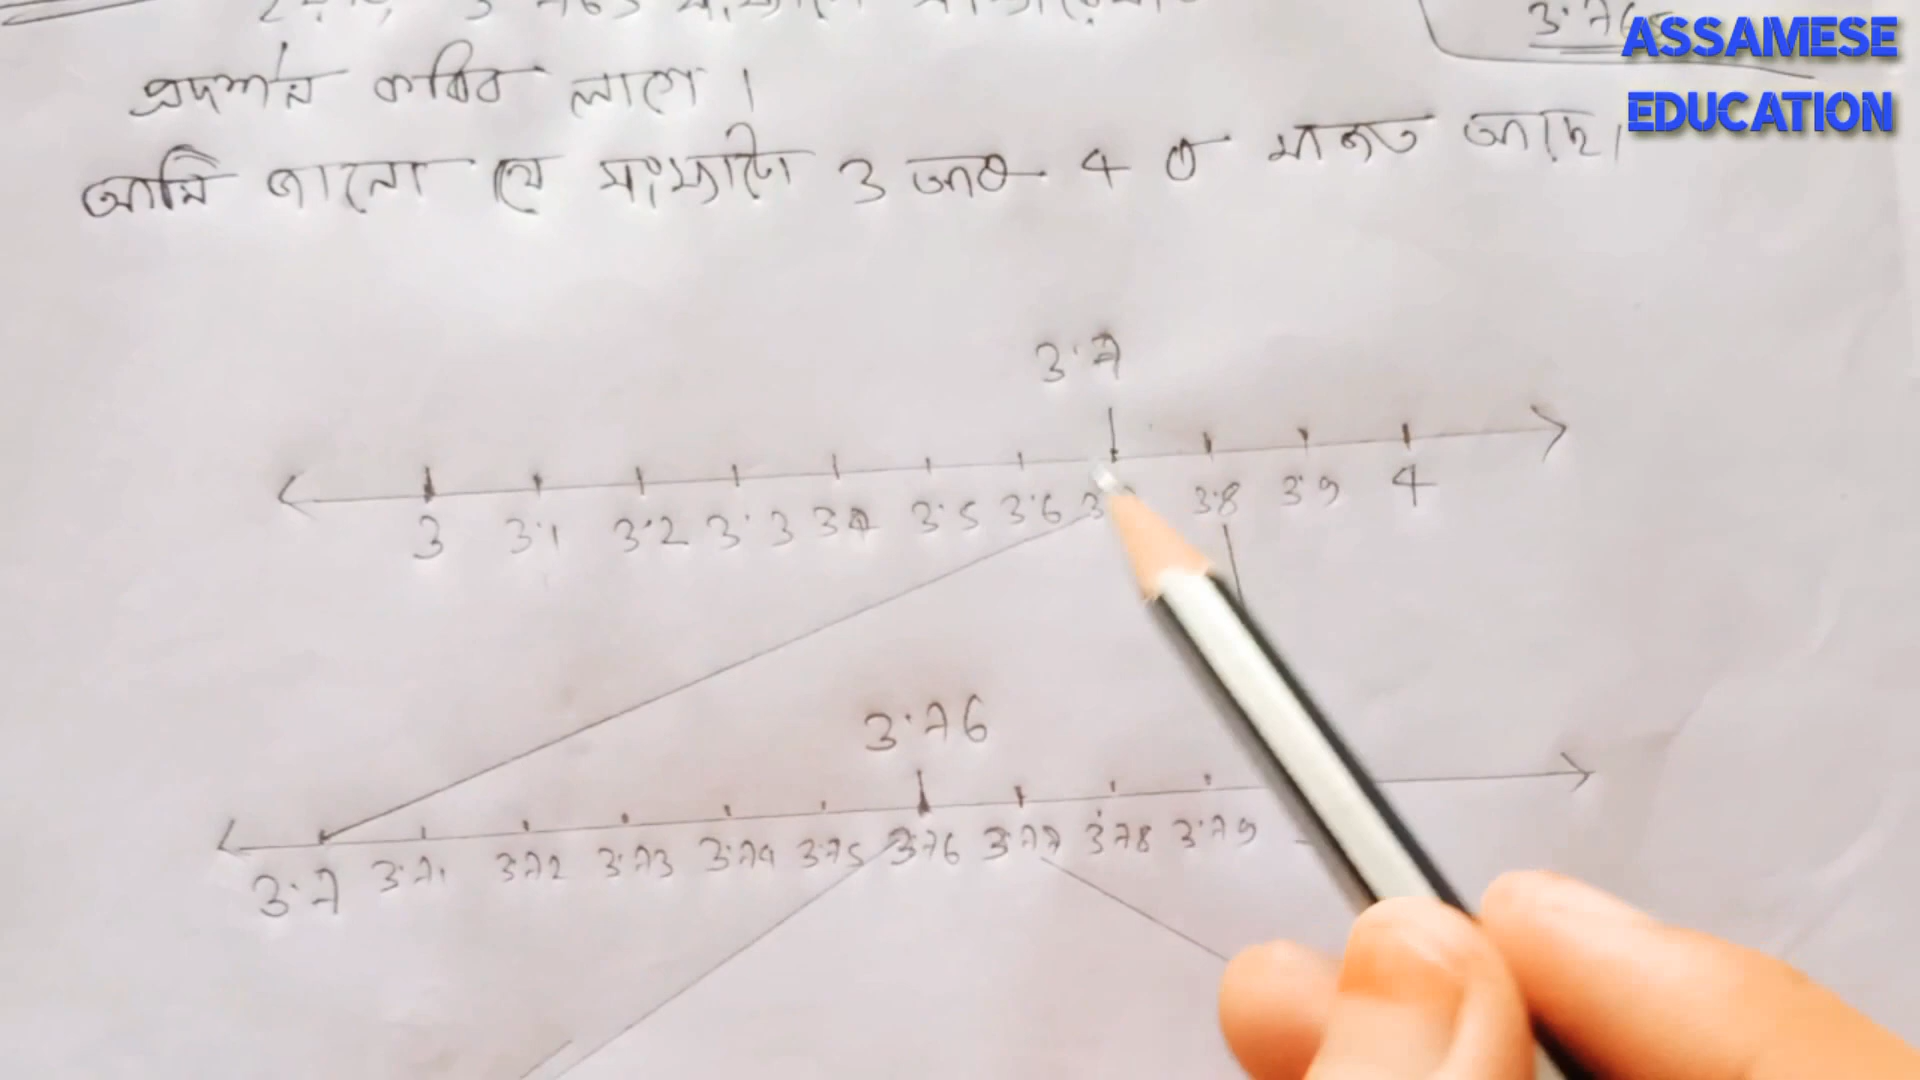 3.765
ASSAMESE
EDUCATION
প্ৰদৰ্শন কৰিব লাগে ।
আমি জানো যে সংখ্যাটো 3 আৰু 4 ৰ মাজত আছে।
3.7
3 3.1 3.2 3.3 3.4 3.5 3.6 3.8 3.9 4
3.76
3.7 3.71 3.72 3.73 3.74 3.75 3.76 3.77 3.78 3.79